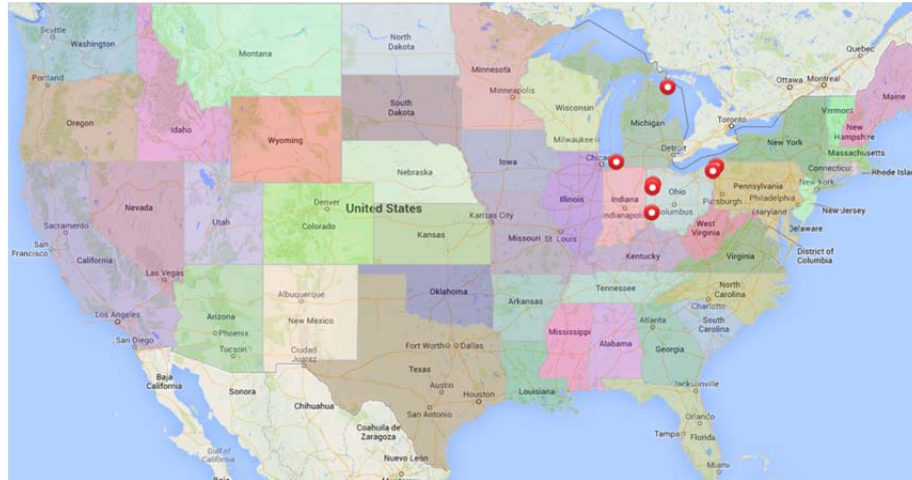 Seattle
Washington
Montana
North
Dakota
Minnesota
Quebec
Ottawa
Montreal
Maine
Portland
Oregon
Idaho
Wyoming
South
Dakota
Minneapolis
Wisconsin
Milwaukee
Michigan
Toronto
Vermont
New
Hampshire
New York
Massachusetts
Detroit
Connecticut
Rhode Islan
Iowa
Nebraska
Chicago
Illinois
Indiana
Indianapolis
Ohio
Columbus
Pennsylvania
Pittsburgh
Philadelphia
New York
New Jersey
Maryland
Delaware
District of
Columbia
Nevada
Utah
Denver
Colorado
United States
Kansas
Kansas City
Missouri
St. Louis
West
Virginia
Virginia
Kentucky
Sacramento
San
Francisco
California
Las Vegas
Los Angeles
San Diego
Arizona
Phoenix
Tucson
Albuquerque
New Mexico
Oklahoma
Arkansas
Tennessee
North
Carolina
Charlotte
South
Carolina
Atlanta
Mississippi
Alabama
Georgia
Ciudad
Juarez
Fort Worth
Dallas
Texas
Austin
Houston
San Antonio
Louisiana
Jacksonville
Orlando
Tampa
Florida
Miami
Baja
California
Sonora
Chihuahua
Coahuila de
Zaragoza
Nuevo León
Gulf of
California
Monterrey